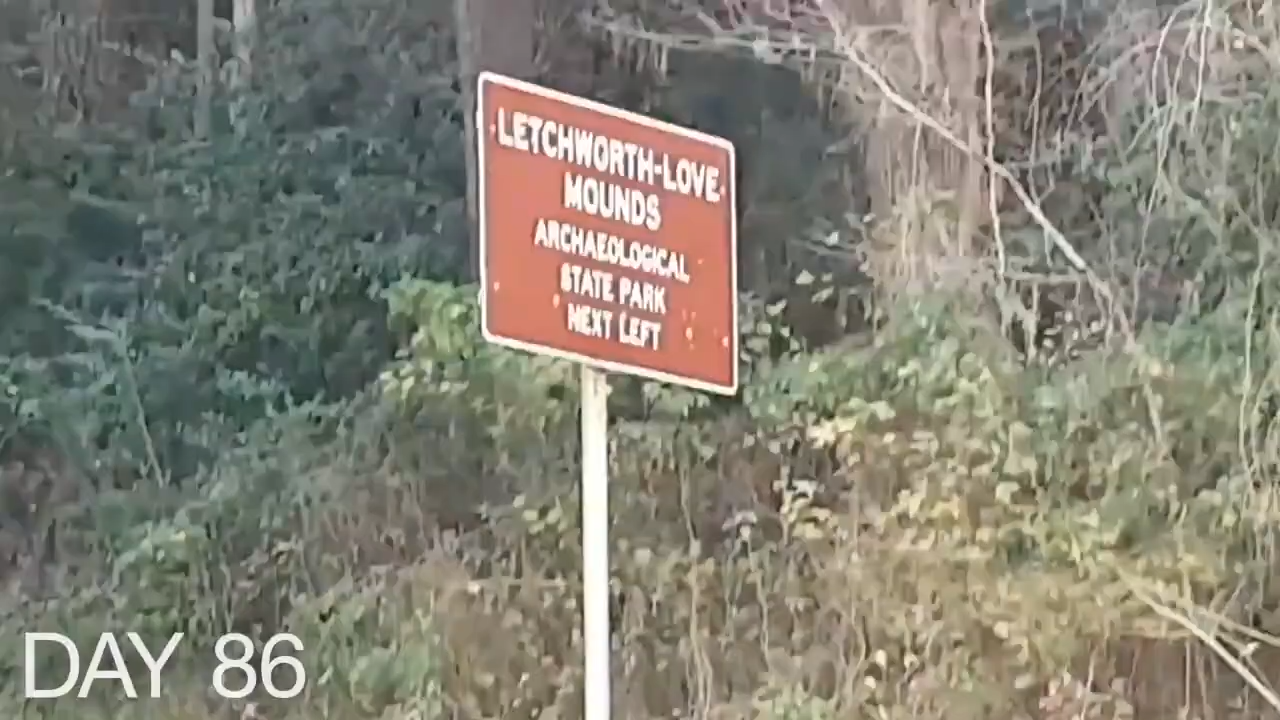 LETCHWORTH-LOVE
MOUNDS
ARCHAEOLOGICAL
STATE PARK
NEXT LEFT
DAY 86